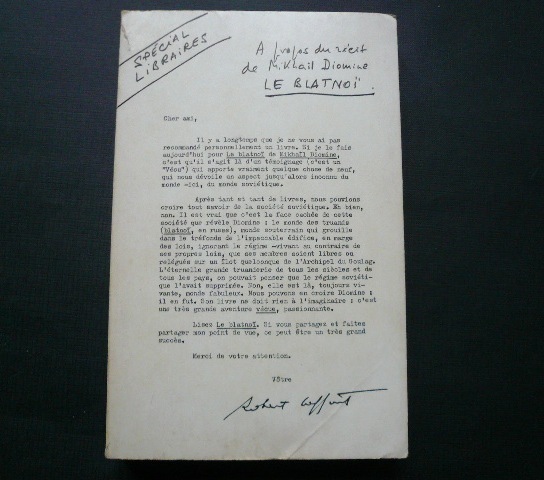 SPÉCIAL
LIBRAIRES
A propos du récit
de Mikhaïl Diomine
LE BLATNOÏ.
Cher ami,
Il y a longtemps que je ne vous ai pas
recommandé personnellement un livre. Si je le fais
aujourd'hui pour Le blatnoï de Mikhaïl Diomine,
c'est qu'il s'agit là d'un témoignage (c'est un
"Vécu") qui apporte vraiment quelque chose de neuf,
qui nous dévoile un aspect jusqu'alors inconnu du
monde -ici, du monde soviétique.
Après tant et tant de livres, nous pouvions
croire tout savoir de la société soviétique. Eh bien,
non. Il est vrai que c'est la face cachée de cette
société que révèle Diomine : le monde des truands
(blatnoï, en russe), monde souterrain qui grouille
dans le tréfonds de l'impeccable édifice, en marge
des lois, ignorant le régime -vivant au contraire de
ses propres lois, que ses membres soient libres ou
relégués sur un îlot quelconque de l'Archipel du Goulag.
L'éternelle grande truanderie de tous les siècles et de
tous les pays, on pouvait penser que le régime soviéti-
que l'avait supprimée. Non, elle est là, toujours vi-
vante, monde fabuleux. Nous pouvons en croire Diomine :
il en fut. Son livre ne doit rien à l'imaginaire : c'est
une très grande aventure vécue, passionnante.
Lisez Le blatnoï. Si vous partagez et faites
partager mon point de vue, ce peut être un très grand
succès.
Merci de votre attention.
Vôtre
Robert Laffont